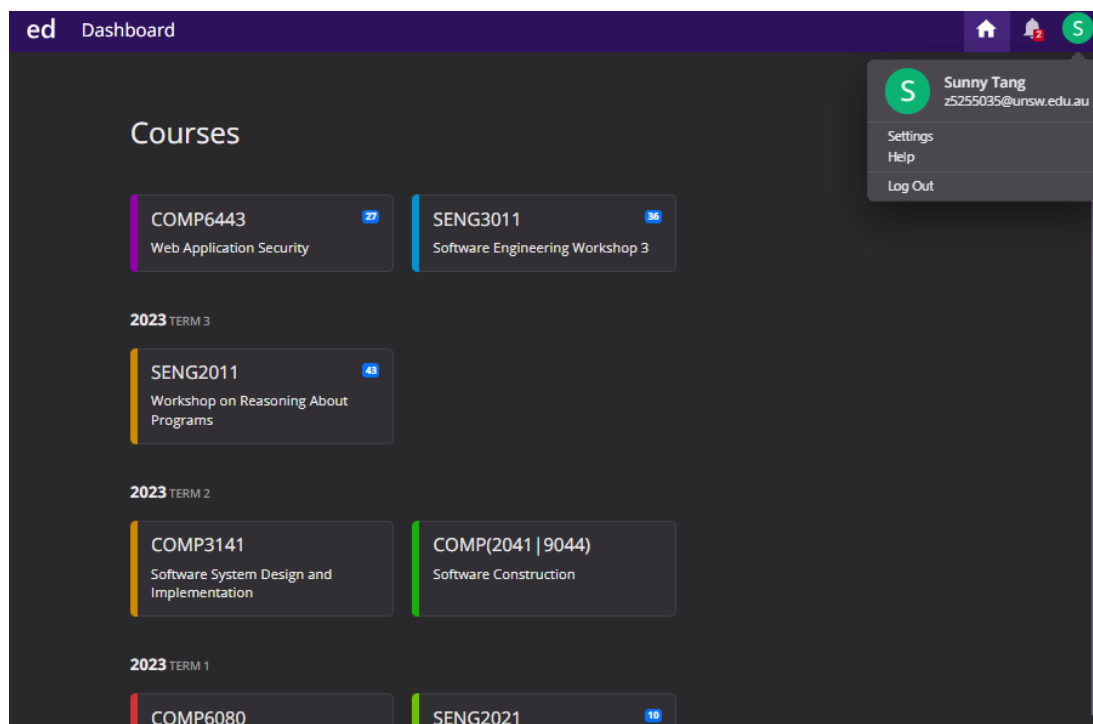 ed Dashboard 2 S
S Sunny Tang
z5255035@unsw.edu.au
Settings
Help
Log Out
Courses
COMP6443 27
Web Application Security
SENG3011 36
Software Engineering Workshop 3
2023 TERM 3
SENG2011 43
Workshop on Reasoning About
Programs
2023 TERM 2
COMP3141
Software System Design and
Implementation
COMP(2041|9044)
Software Construction
2023 TERM 1
COMP6080
SENG2021 10